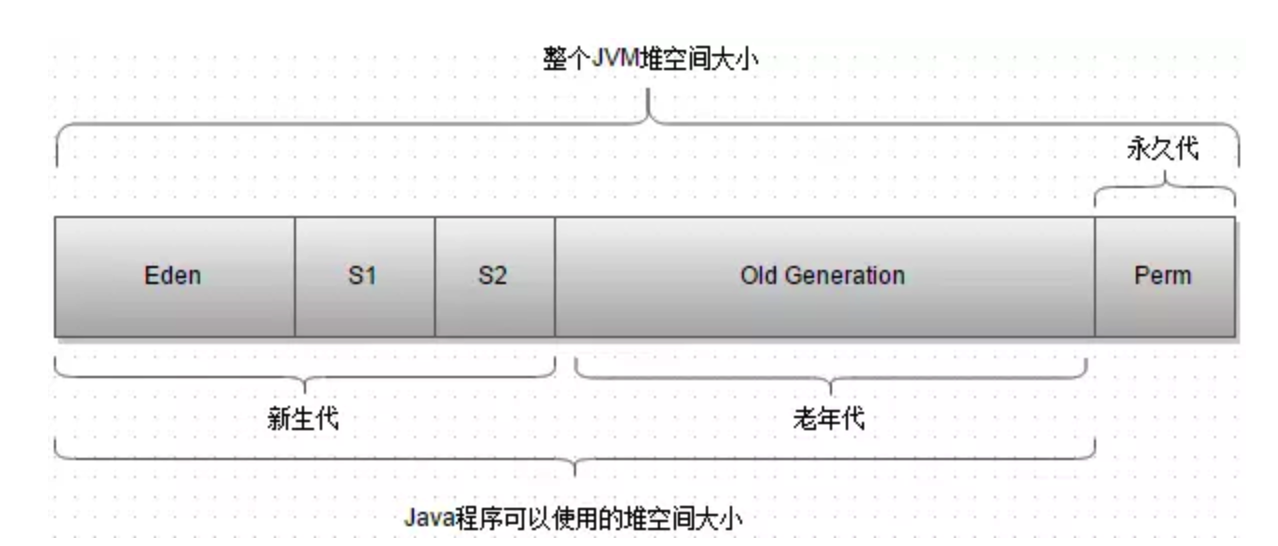 整个JVM堆空间大小
永久代
Eden
S1
S2
Old Generation
Perm
新生代
老年代
Java程序可以使用的堆空间大小